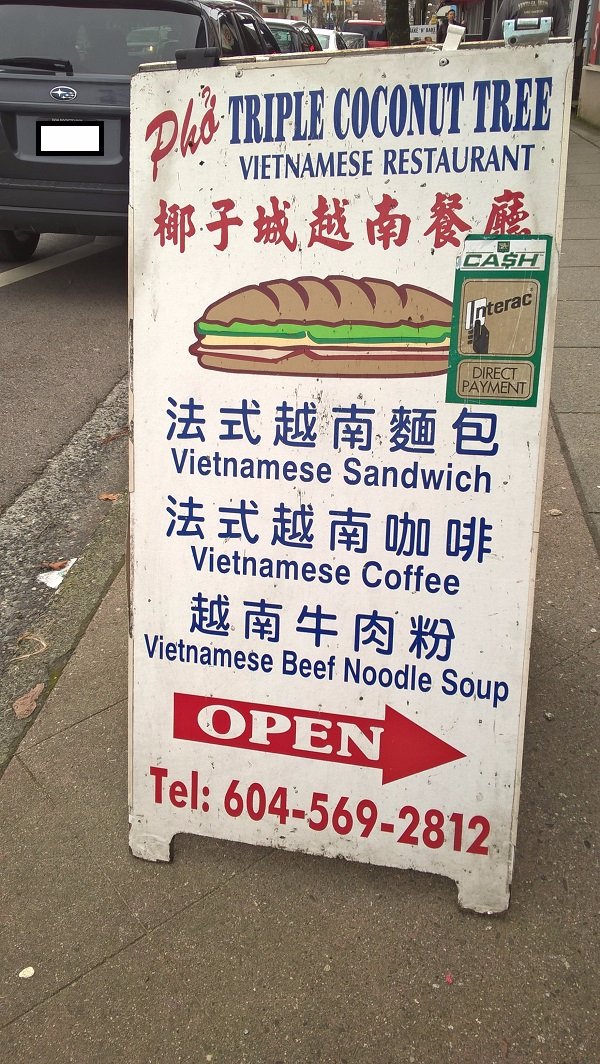 Phở TRIPLE COCONUT TREE
VIETNAMESE RESTAURANT
椰子城越南餐廳
CA$H
Interac
DIRECT
PAYMENT
法式越南麵包
Vietnamese Sandwich
法式越南咖啡
Vietnamese Coffee
越南牛肉粉
Vietnamese Beef Noodle Soup
OPEN
Tel: 604-569-2812